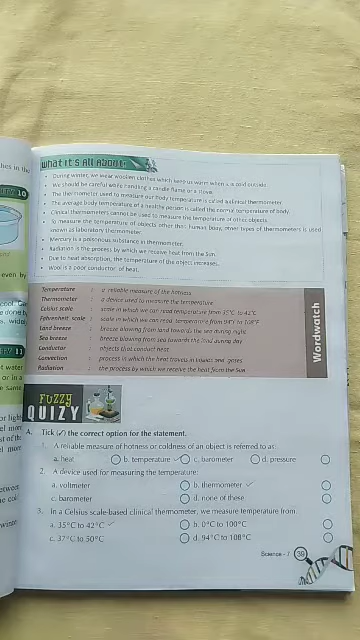 what it's all about:
• During winter, we wear woollen clothes which keep us warm when it is cold outside.
• We should be careful while handling a candle flame or a stove.
• The thermometer used to measure our body temperature is called a clinical thermometer.
• The average body temperature of a healthy person is called the normal temperature of body.
• Clinical thermometers cannot be used to measure the temperature of other objects.
• To measure the temperature of objects other than human body, other types of thermometers is used
known as laboratory thermometer.
• Mercury is a poisonous substance in thermometer.
• Radiation is the process by which we receive heat from the Sun.
• Due to heat absorption, the temperature of the object increases.
• Wool is a poor conductor of heat.
Wordwatch
Temperature : a reliable measure of the hotness
Thermometer : a device used to measure the temperature
Celsius scale : scale in which we can read temperature from 35°C to 42°C
Fahrenheit scale : scale in which we can read temperature from 94°F to 108°F
Land breeze : breeze blowing from land towards the sea during night
Sea breeze : breeze blowing from sea towards the land during day
Conductor : objects that conduct heat
Convection : process in which the heat travels in liquids and gases
Radiation : the process by which we receive the heat from the Sun
FUZZY
QUIZY
A. Tick (✓) the correct option for the statement.
1. A reliable measure of hotness or coldness of an object is referred to as:
a. heat b. temperature ✓ c. barometer d. pressure
2. A device used for measuring the temperature:
a. voltmeter b. thermometer ✓
c. barometer d. none of these
3. In a Celsius scale-based clinical thermometer, we measure temperature from:
a. 35°C to 42°C ✓ b. 0°C to 100°C
c. 37°C to 50°C d. 94°C to 108°C
Science - 7 39